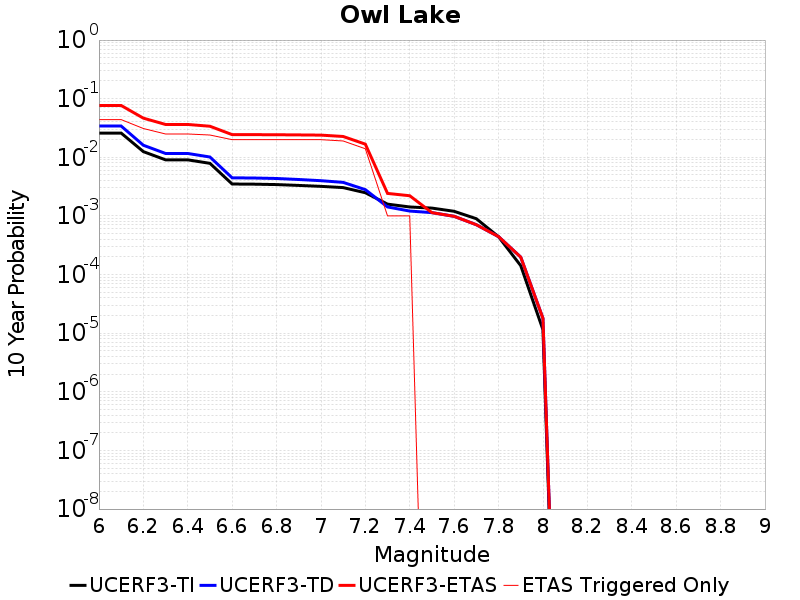 Owl Lake
10^0
10^-1
10^-2
10^-3
10^-4
10^-5
10^-6
10^-7
10^-8
10 Year Probability
6 6.2 6.4 6.6 6.8 7 7.2 7.4 7.6 7.8 8 8.2 8.4 8.6 8.8 9
Magnitude
UCERF3-TI UCERF3-TD UCERF3-ETAS ETAS Triggered Only